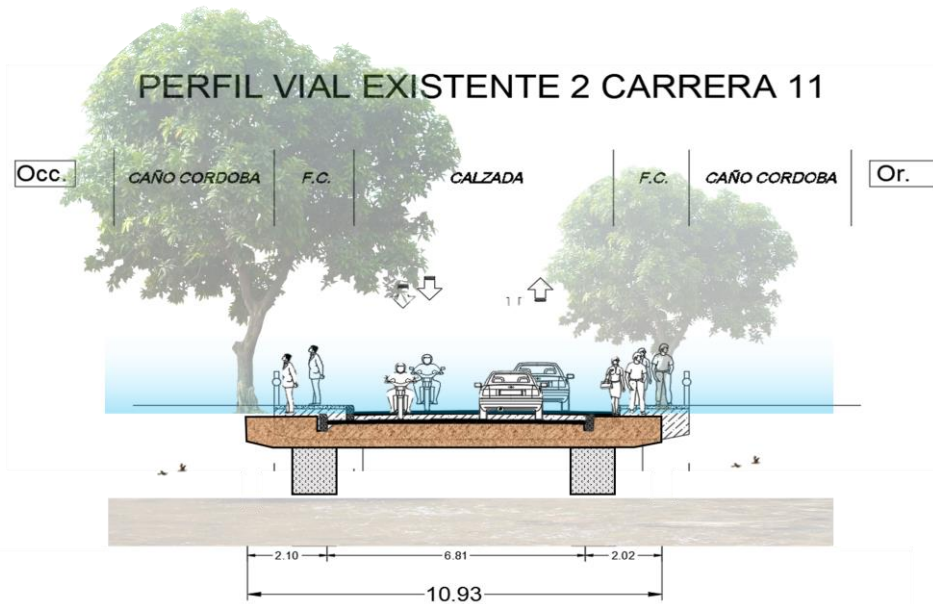 PERFIL VIAL EXISTENTE 2 CARRERA 11
Occ. CAÑO CORDOBA F.C. CALZADA F.C. CAÑO CORDOBA Or.
2.10 6.81 2.02
10.93